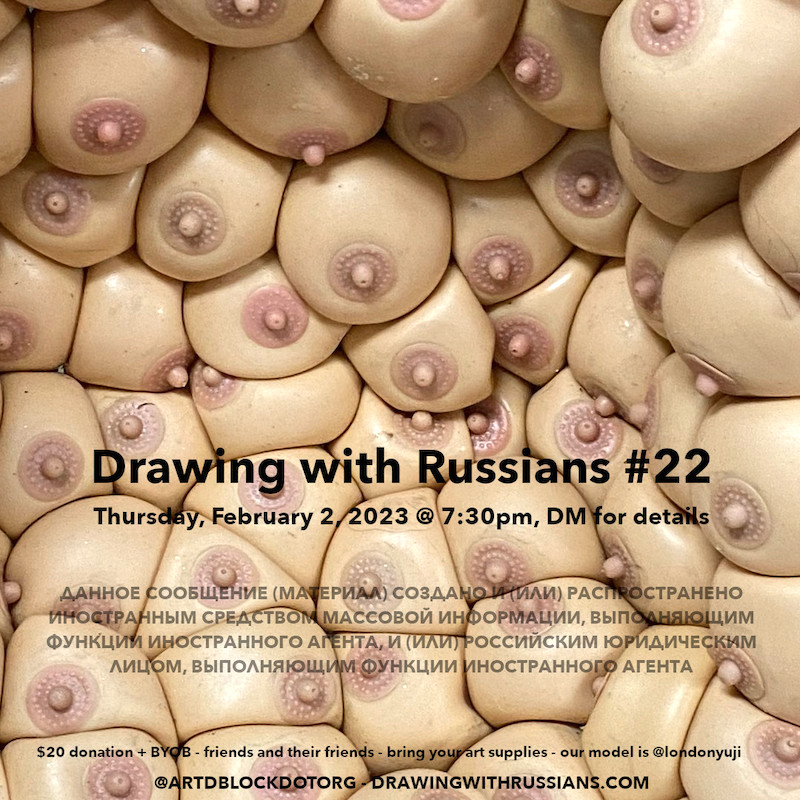 Drawing with Russians #22
Thursday, February 2, 2023 @ 7:30pm, DM for details
ДАННОЕ СООБЩЕНИЕ (МАТЕРИАЛ) СОЗДАНО И (ИЛИ) РАСПРОСТРАНЕНО
ИНОСТРАННЫМ СРЕДСТВОМ МАССОВОЙ ИНФОРМАЦИИ, ВЫПОЛНЯЮЩИМ
ФУНКЦИИ ИНОСТРАННОГО АГЕНТА, И (ИЛИ) РОССИЙСКИМ ЮРИДИЧЕСКИМ
ЛИЦОМ, ВЫПОЛНЯЮЩИМ ФУНКЦИИ ИНОСТРАННОГО АГЕНТА
$20 donation + BYOB - friends and their friends - bring your art supplies - our model is @londonyuji
@ARTDBLOCKDOTORG - DRAWINGWITHRUSSIANS.COM